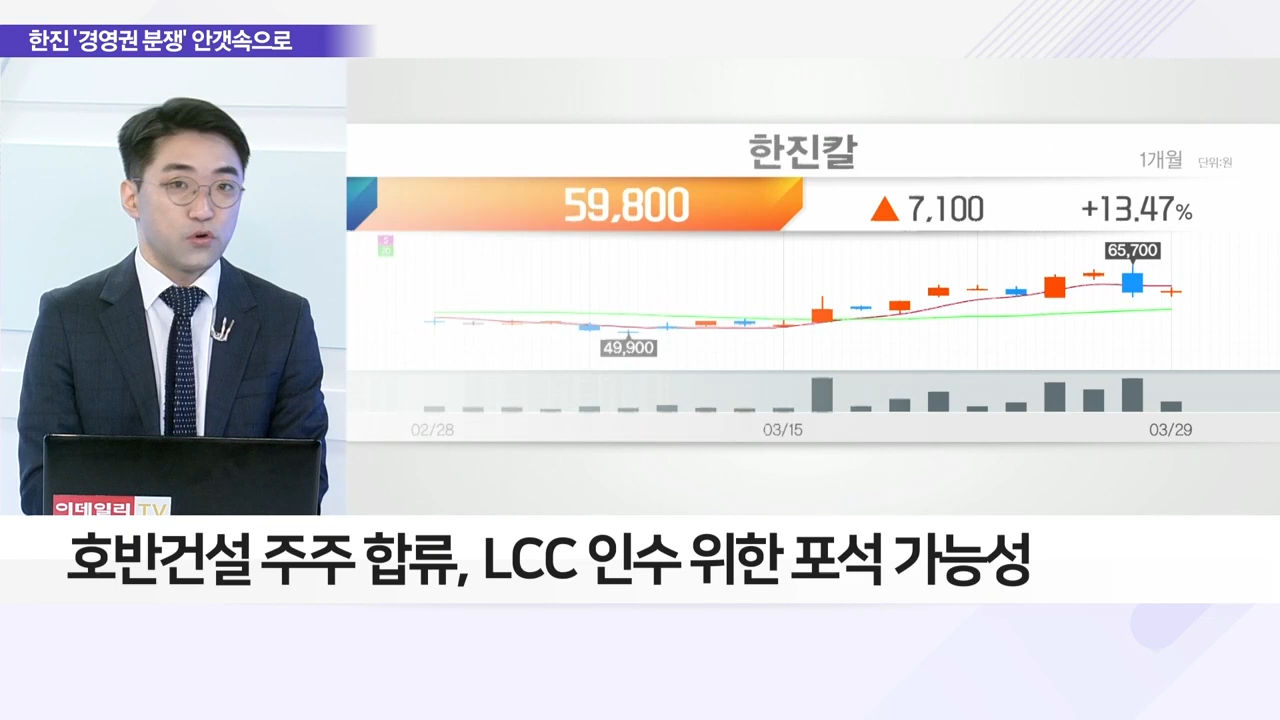 한진 '경영권 분쟁' 안갯속으로
한진칼
1개월 단위:원
59,800 ▲ 7,100 +13.47%
5
20
65,700
49,900
02/28 03/15 03/29
이데일리 TV
호반건설 주주 합류, LCC 인수 위한 포석 가능성